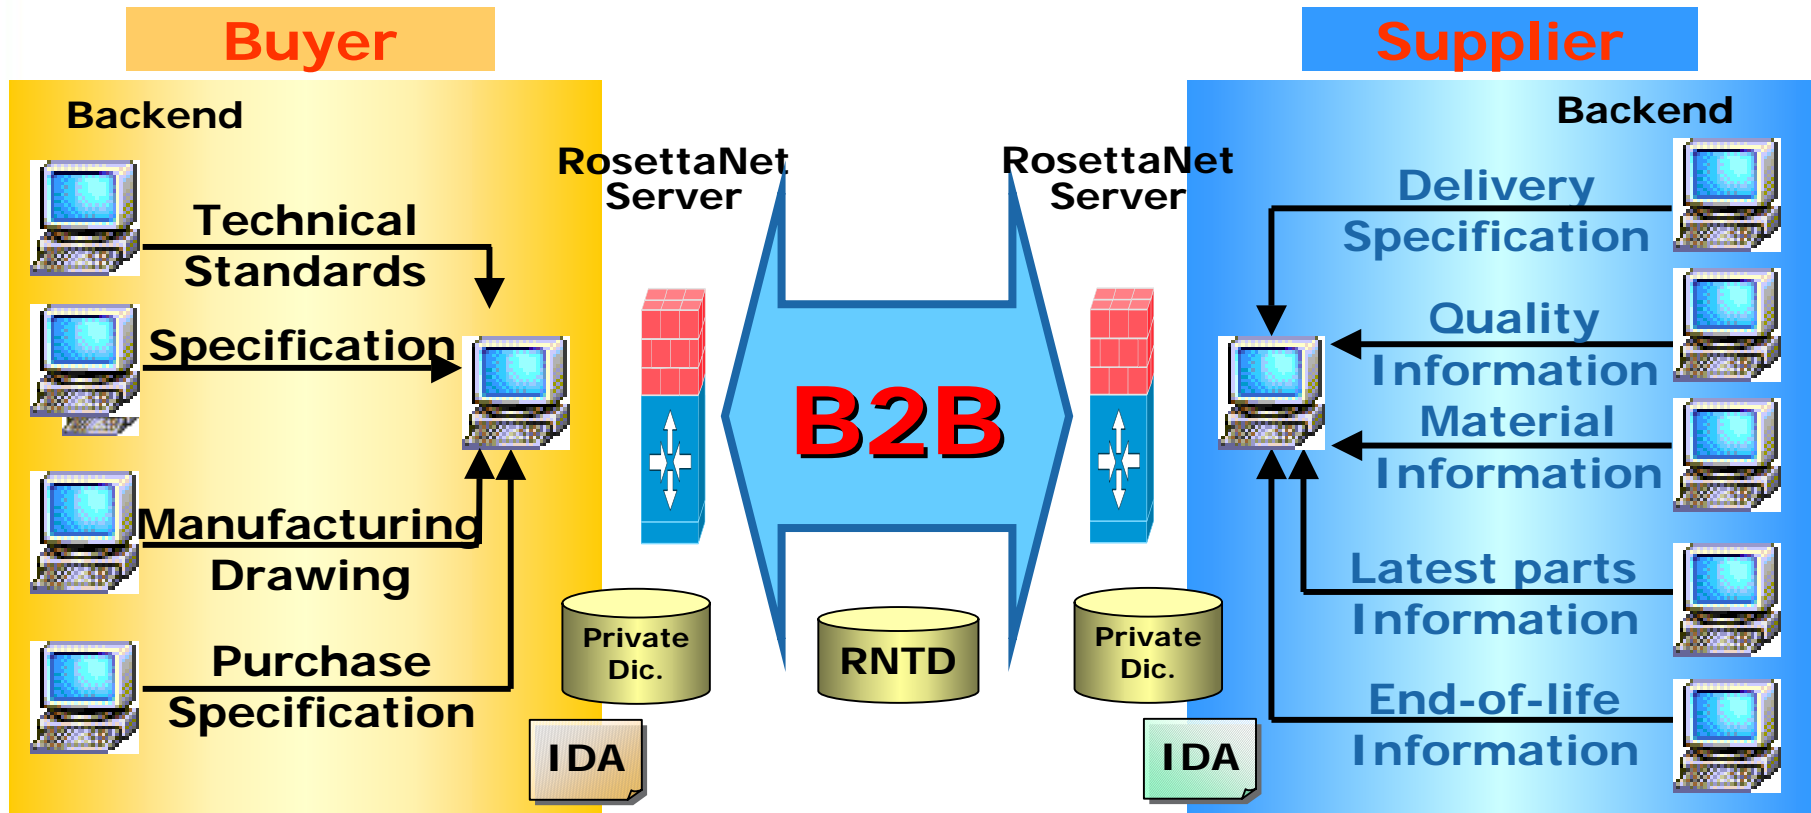 Buyer
Backend
Technical
Standards
Specification
Manufacturing
Drawing
Purchase
Specification
RosettaNet
Server
Private
Dic.
IDA
B2B
RNTD
RosettaNet
Server
Private
Dic.
IDA
Supplier
Backend
Delivery
Specification
Quality
Information
Material
Information
Latest parts
Information
End-of-life
Information